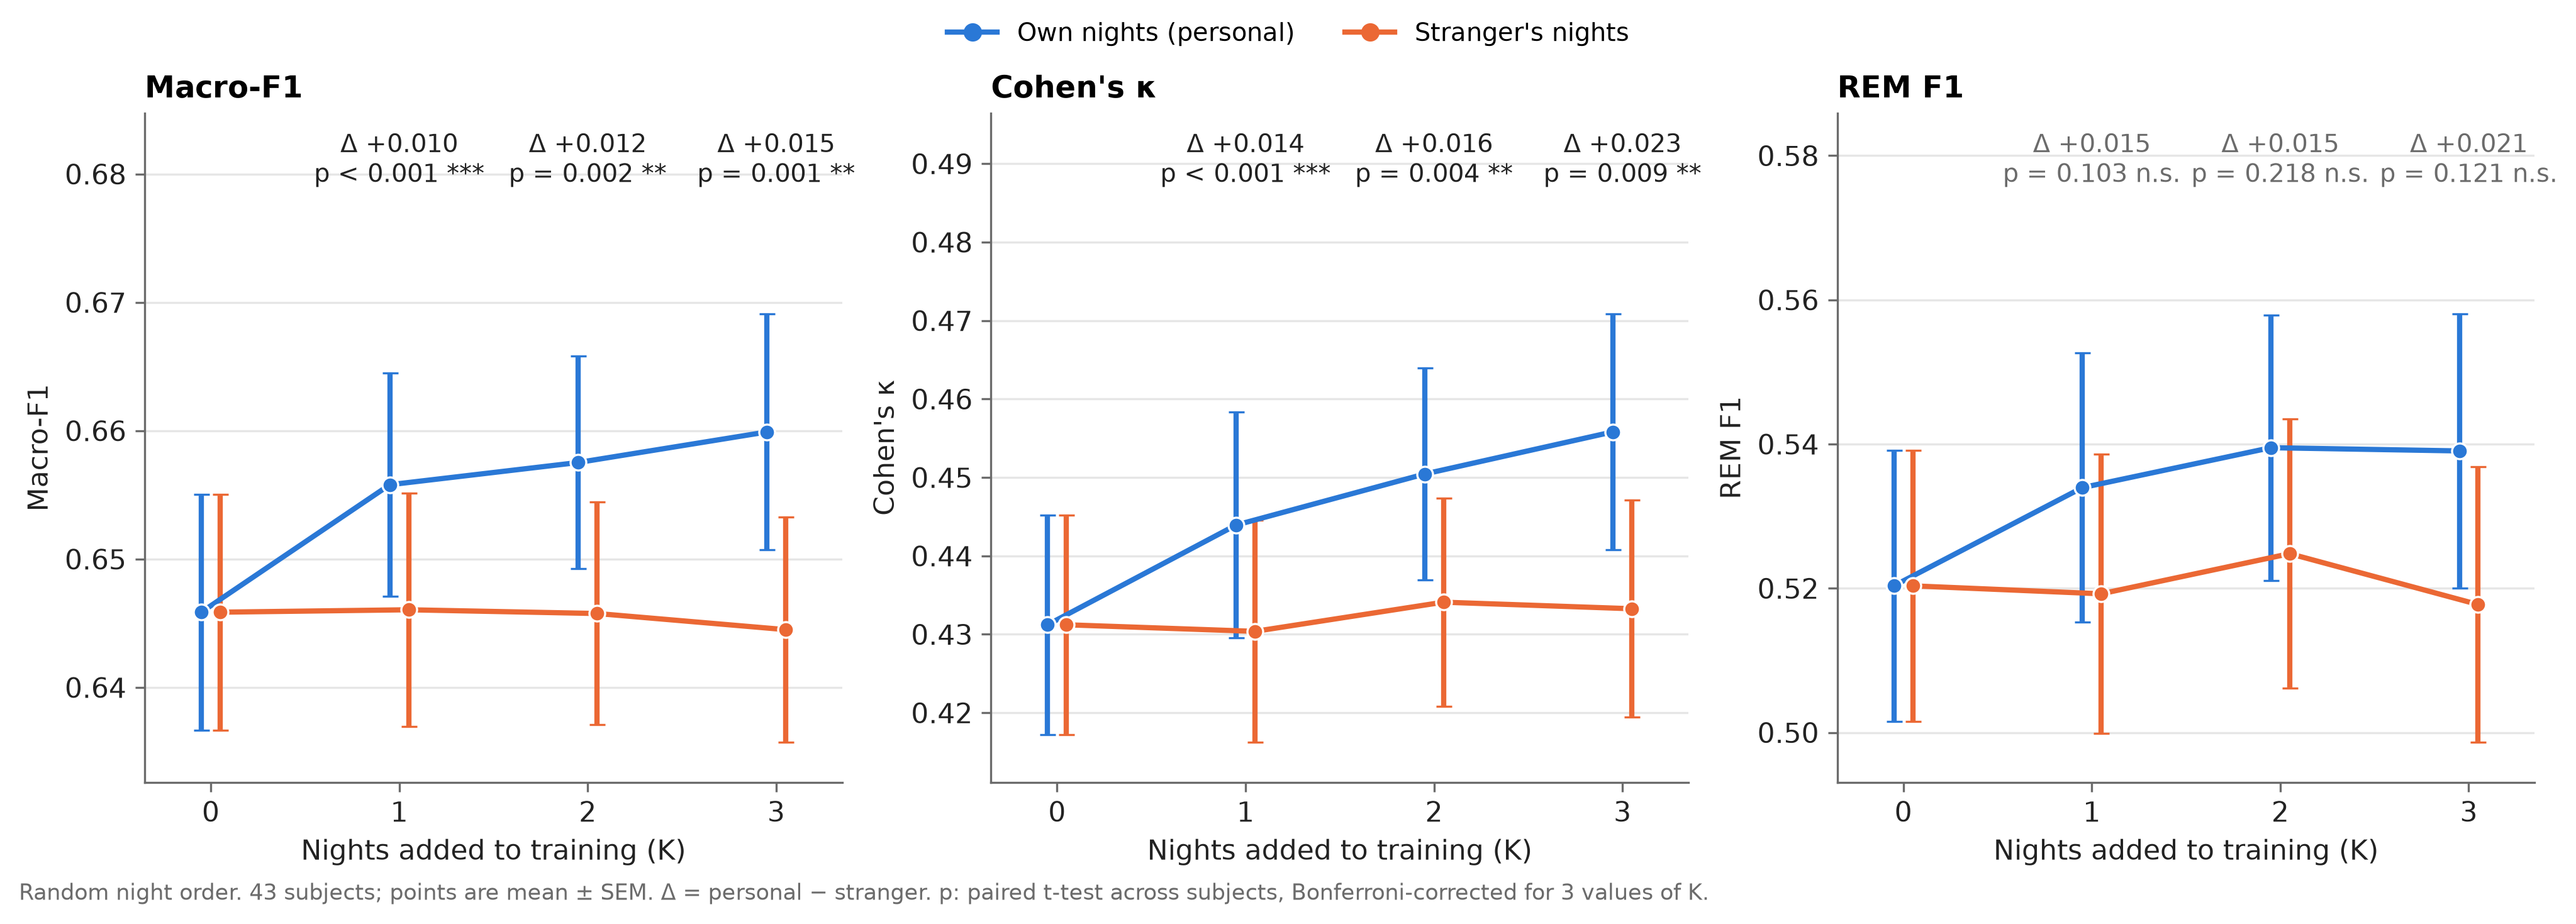 Own nights (personal)
Stranger's nights
Macro-F1
Δ +0.010
p < 0.001 ***
Δ +0.012
p = 0.002 **
Δ +0.015
p = 0.001 **
0.68
0.67
0.66
0.65
0.64
Macro-F1
0
1
2
3
Nights added to training (K)
Cohen's κ
Δ +0.014
p < 0.001 ***
Δ +0.016
p = 0.004 **
Δ +0.023
p = 0.009 **
0.49
0.48
0.47
0.46
0.45
0.44
0.43
0.42
Cohen's κ
0
1
2
3
Nights added to training (K)
REM F1
Δ +0.015
p = 0.103 n.s.
Δ +0.015
p = 0.218 n.s.
Δ +0.021
p = 0.121 n.s.
0.58
0.56
0.54
0.52
0.50
REM F1
0
1
2
3
Nights added to training (K)
Random night order. 43 subjects; points are mean ± SEM. Δ = personal − stranger. p: paired t-test across subjects, Bonferroni-corrected for 3 values of K.